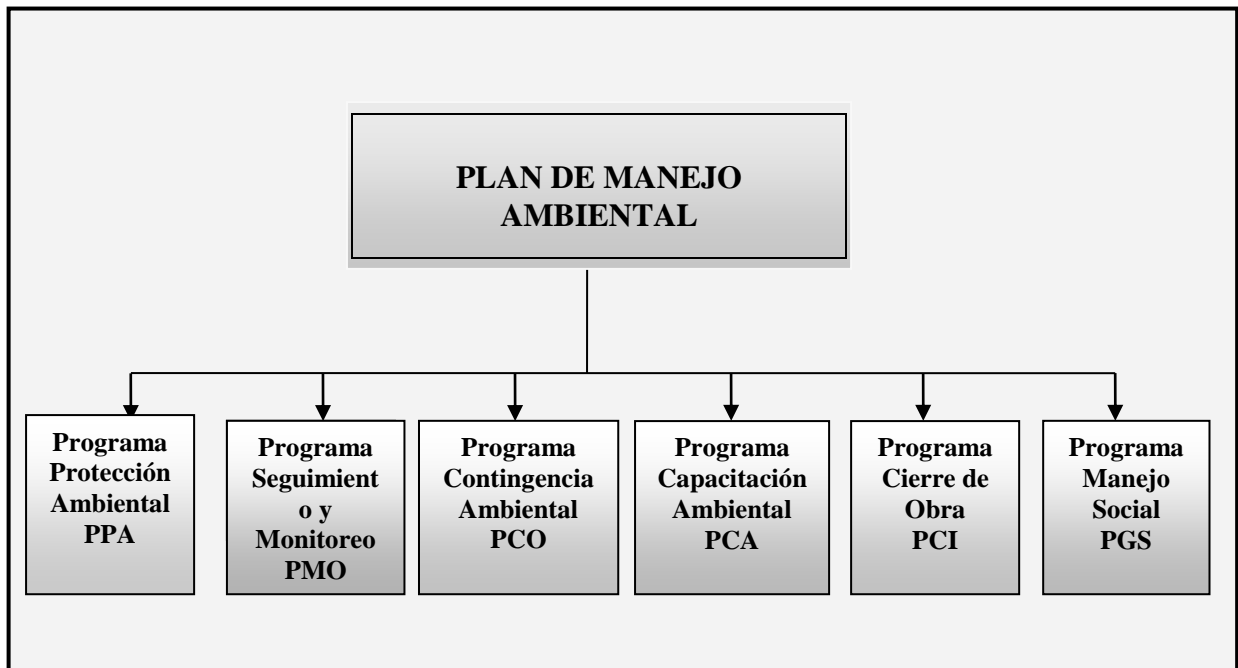 PLAN DE MANEJO
AMBIENTAL
Programa
Protección
Ambiental
PPA
Programa
Seguimient
o y
Monitoreo
PMO
Programa
Contingencia
Ambiental
PCO
Programa
Capacitación
Ambiental
PCA
Programa
Cierre de
Obra
PCI
Programa
Manejo
Social
PGS